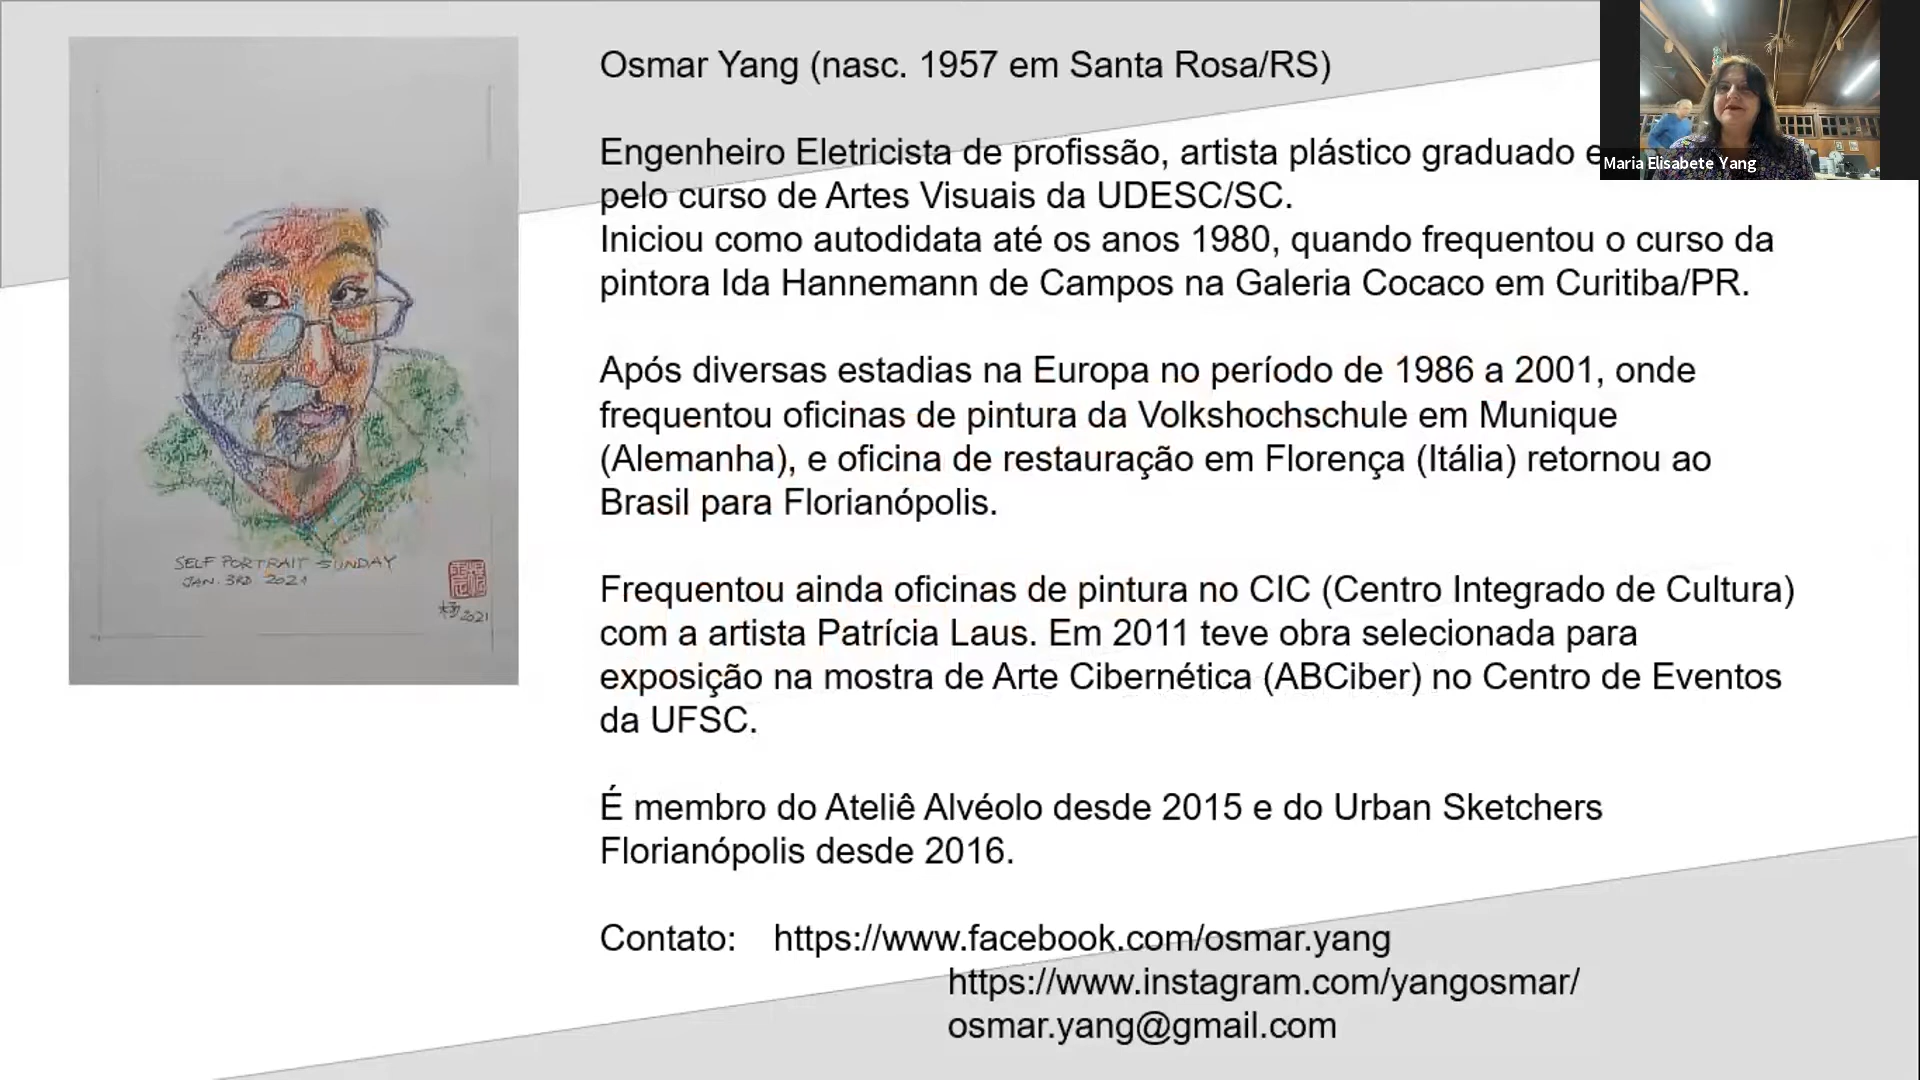 Osmar Yang (nasc. 1957 em Santa Rosa/RS)
Engenheiro Eletricista de profissão, artista plástico graduado
pelo curso de Artes Visuais da UDESC/SC.
Iniciou como autodidata até os anos 1980, quando frequentou o curso da
pintora Ida Hannemann de Campos na Galeria Cocaco em Curitiba/PR.
Após diversas estadias na Europa no período de 1986 a 2001, onde
frequentou oficinas de pintura da Volkshochschule em Munique
(Alemanha), e oficina de restauração em Florença (Itália) retornou ao
Brasil para Florianópolis.
Frequentou ainda oficinas de pintura no CIC (Centro Integrado de Cultura)
com a artista Patrícia Laus. Em 2011 teve obra selecionada para
exposição na mostra de Arte Cibernética (ABCiber) no Centro de Eventos
da UFSC.
É membro do Ateliê Alvéolo desde 2015 e do Urban Sketchers
Florianópolis desde 2016.
Contato: https://www.facebook.com/osmar.yang
https://www.instagram.com/yangosmar/
osmar.yang@gmail.com
SELF PORTRAIT SUNDAY
JAN. 3RD 2021
2021
Maria Elisabete Yang